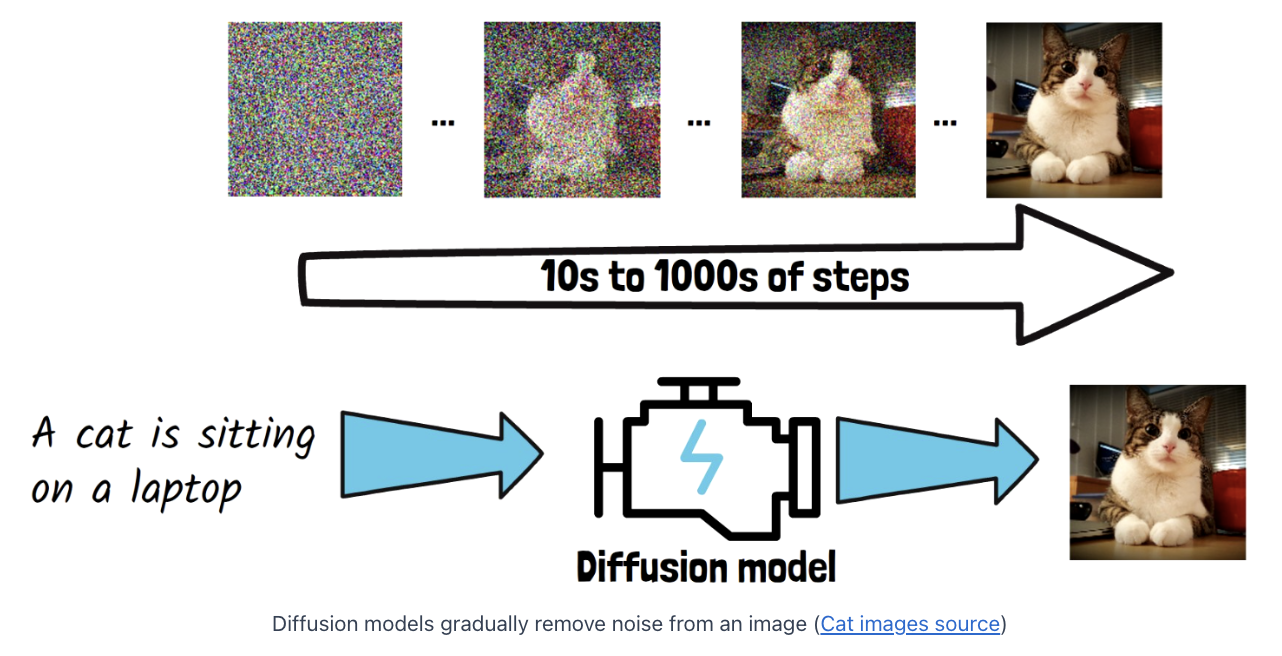 ... ... ...
10s to 1000s of steps
A cat is sitting
on a laptop
Diffusion model
Diffusion models gradually remove noise from an image (Cat images source)